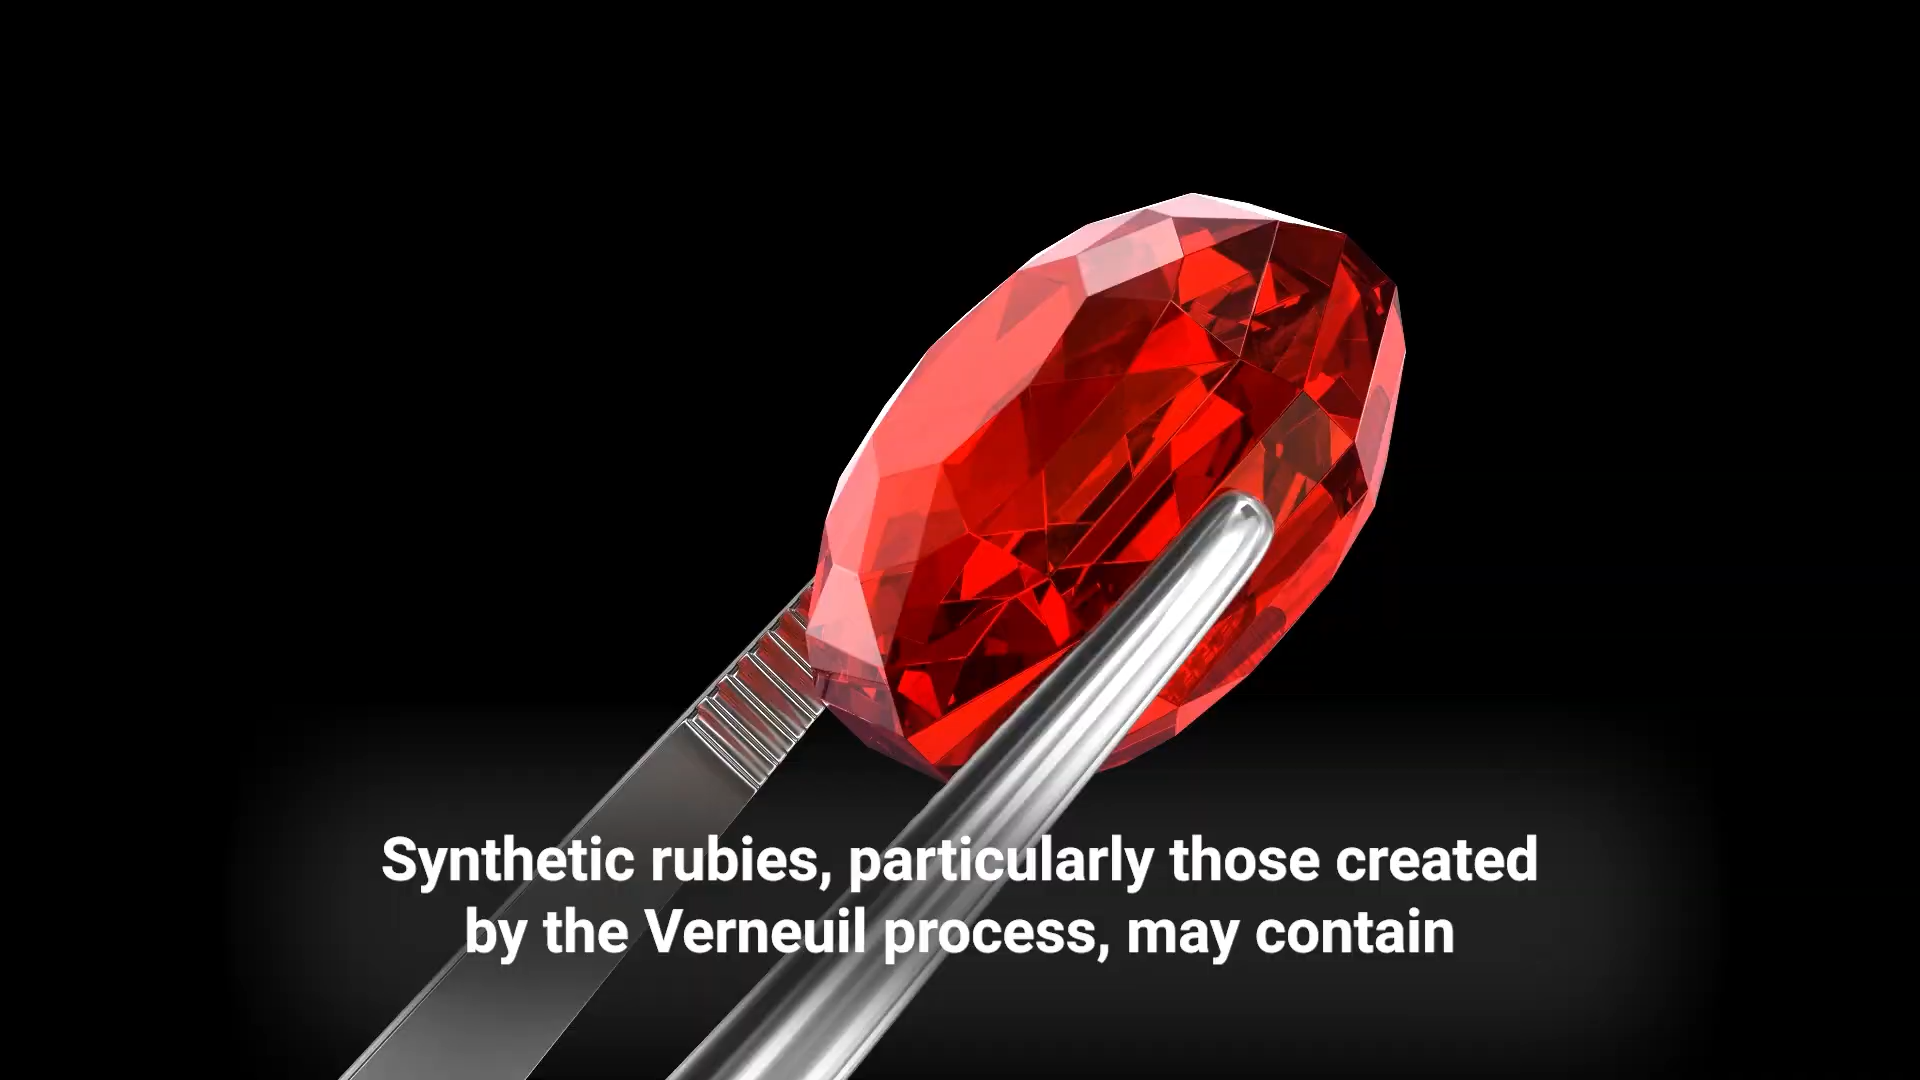 Synthetic rubies, particularly those created
by the Verneuil process, may contain